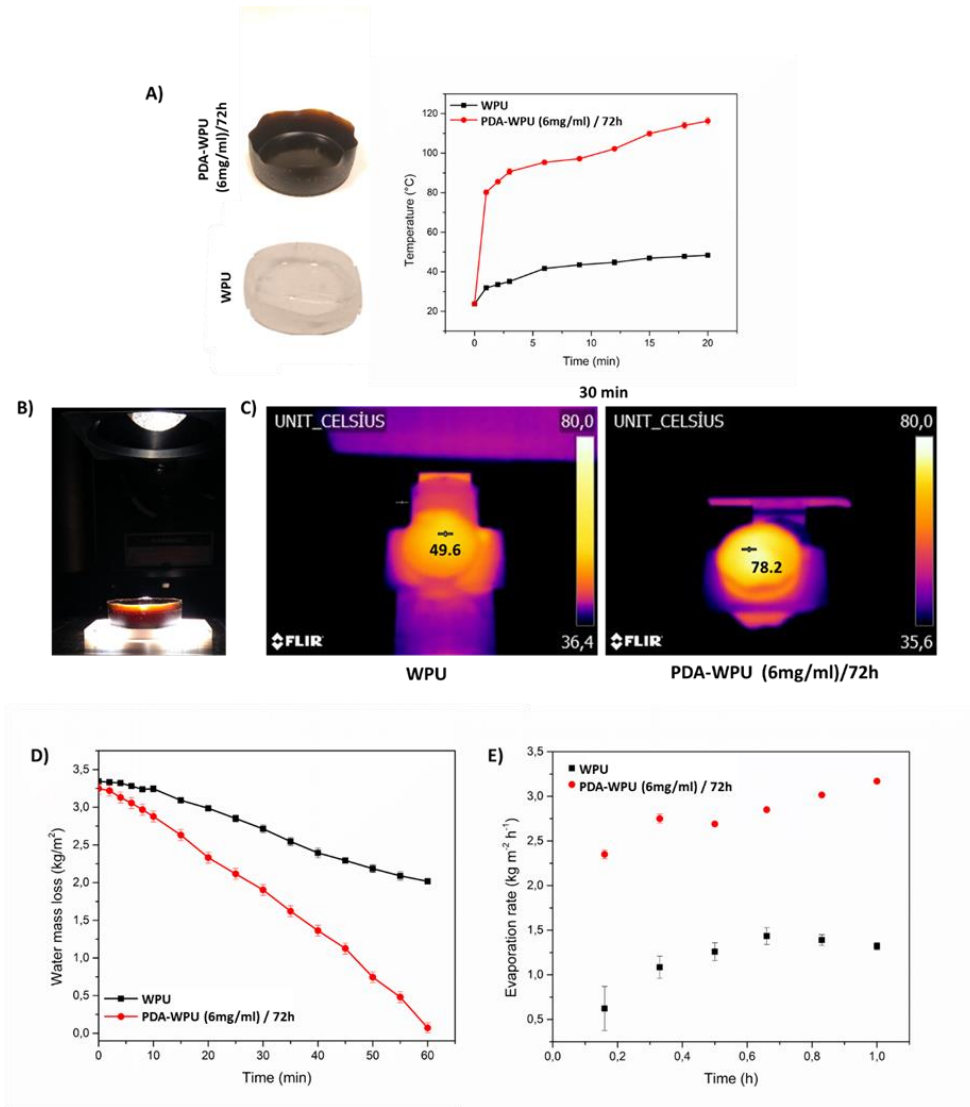 A)
PDA-WPU
(6mg/ml)/72h
WPU
WPU
PDA-WPU (6mg/ml) / 72h
Temperature (°C)
120
100
80
60
40
20
0
5
10
15
20
Time (min)
B)
C)
30 min
UNIT_CELSİUS
80,0
49.6
FLIR
36,4
WPU
UNIT_CELSİUS
80,0
78.2
FLIR
35,6
PDA-WPU (6mg/ml)/72h
D)
Water mass loss (kg/m²)
3,5
3,0
2,5
2,0
1,5
1,0
0,5
0,0
WPU
PDA-WPU (6mg/ml) / 72h
0
10
20
30
40
50
60
Time (min)
E)
Evaporation rate (kg m⁻² h⁻¹)
3,5
3,0
2,5
2,0
1,5
1,0
0,5
WPU
PDA-WPU (6mg/ml) / 72h
0,0
0,2
0,4
0,6
0,8
1,0
Time (h)